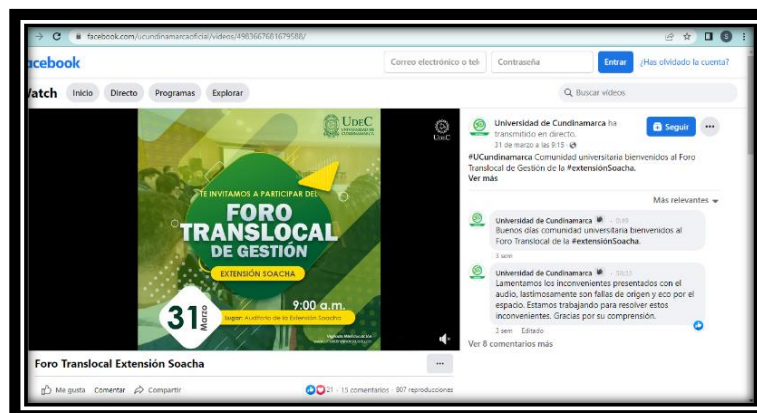 facebook.com/ucundinamarcaoficial/videos/4983667681679588/
acebook
Correo electrónico o telé
Contraseña
Entrar
¿Has olvidado la cuenta?
Watch
Inicio
Directo
Programas
Explorar
Buscar vídeos
UDEC
UNIVERSIDAD DE
CUNDINAMARCA
UDEC
TE INVITAMOS A PARTICIPAR DEL
FORO
TRANSLOCAL
DE GESTIÓN
EXTENSIÓN SOACHA
31
Marzo
9:00 a.m.
Lugar: Auditorio de la Extensión Soacha
Foro Translocal Extensión Soacha
Me gusta
Comentar
Compartir
21 · 15 comentarios · 807 reproducciones
Universidad de Cundinamarca ha
transmitido en directo.
31 de marzo a las 9:15 ·
Seguir
#UCundinamarca Comunidad universitaria bienvenidos al Foro
Translocal de Gestión de la #extensiónSoacha.
Ver más
Más relevantes
Universidad de Cundinamarca · 0:49
Buenos días comunidad universitaria bienvenidos al
Foro Translocal de la #extensiónSoacha.
3 sem
Universidad de Cundinamarca
Lamentamos los inconvenientes presentados con el
audio, lastimosamente son fallas de origen y eco por el
espacio. Estamos trabajando para resolver estos
inconvenientes. Gracias por su comprensión.
3 sem Editado
Ver 8 comentarios más